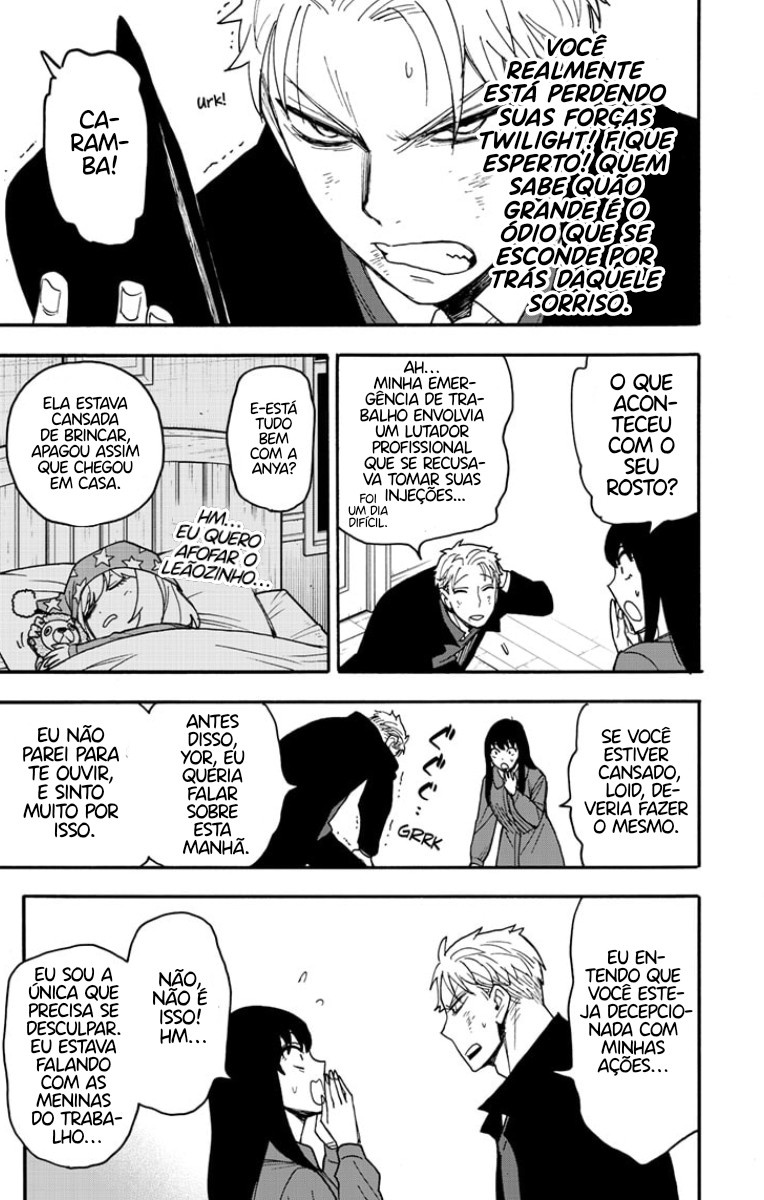 VOCÊ
REALMENTE
ESTÁ PERDENDO
SUAS FORÇAS
TWILIGHT! FIQUE
ESPERTO! QUEM
SABE QUÃO
GRANDE É O
ÓDIO QUE SE
ESCONDE POR
TRÁS DAQUELE
SORRISO.
URK!
CA-
RAM-
BA!
O QUE
ACON-
TECEU
COM O
SEU
ROSTO?
AH...
MINHA EMER-
GÊNCIA DE TRA-
BALHO ENVOLVIA
UM LUTADOR
PROFISSIONAL
QUE SE RECUSA-
VA TOMAR SUAS
INJEÇÕES...
FOI
UM DIA
DIFÍCIL.
E-ESTÁ
TUDO
BEM
COM A
ANYA?
ELA ESTAVA
CANSADA
DE BRINCAR,
APAGOU ASSIM
QUE CHEGOU
EM CASA.
HM...
EU QUERO
AFOFAR O
LEÃOZINHO...
SE VOCÊ
ESTIVER
CANSADO,
LOID, DE-
VERIA FAZER
O MESMO.
ぐぐぐ
GRRK
ANTES
DISSO,
YOR, EU
QUERIA
FALAR
SOBRE
ESTA
MANHÃ.
EU NÃO
PAREI PARA
TE OUVIR,
E SINTO
MUITO POR
ISSO.
EU EN-
TENDO QUE
VOCÊ ESTE-
JA DECEPCIO-
NADA COM
MINHAS
AÇÕES...
NÃO,
NÃO É
ISSO!
HM...
EU SOU A
ÚNICA QUE
PRECISA SE
DESCULPAR.
EU ESTAVA
FALANDO
COM AS
MENINAS
DO TRABA-
LHO...